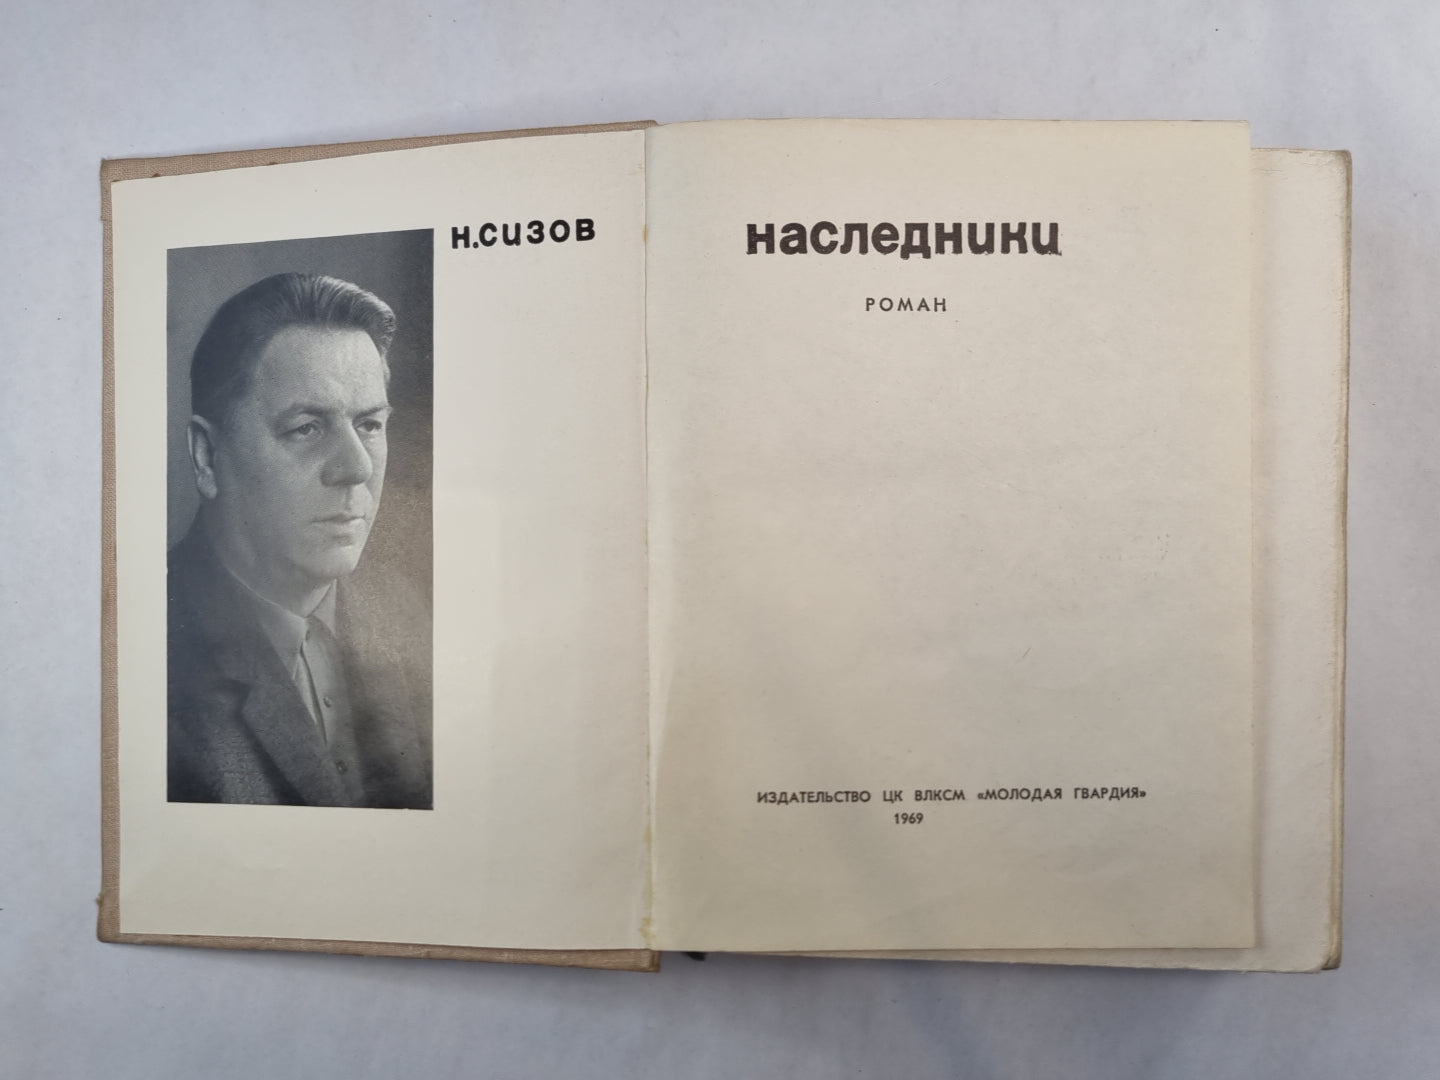 Н.СИЗОВ
НАСЛЕДНИКИ
РОМАН
ИЗДАТЕЛЬСТВО ЦК ВЛКСМ «МОЛОДАЯ ГВАРДИЯ»
1969